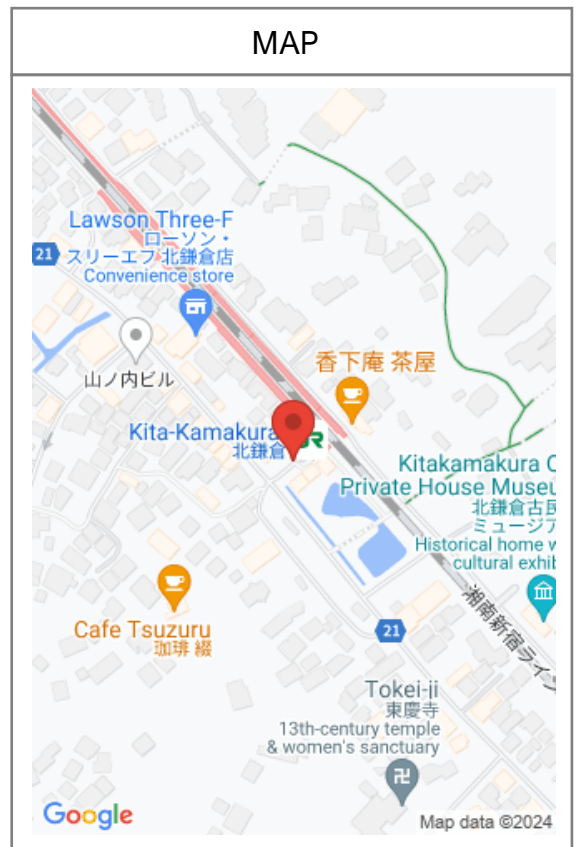 MAP
Lawson Three-F
ローソン・
スリーエフ 北鎌倉店
Convenience store
21
山ノ内ビル
香下庵 茶屋
Kita-Kamakura
北鎌倉
JR
Kitakamakura O
Private House Museu
北鎌倉古民
ミュージア
Historical home w
cultural exhib
湘南新宿ライン
Cafe Tsuzuru
珈琲 綴
21
Tokei-ji
東慶寺
13th-century temple
& women's sanctuary
Google
Map data ©2024